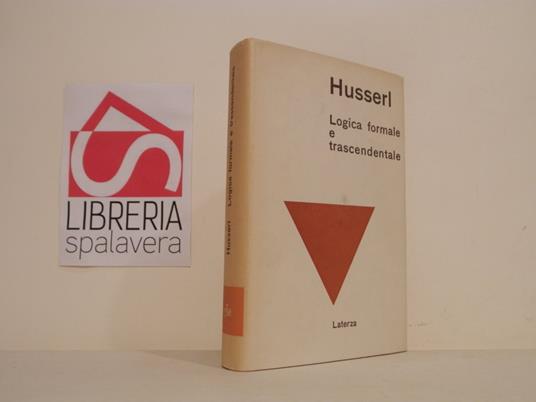 LIBRERIA
spalavera
Husserl Logica formale e trascendentale
Husserl
Logica formale
e
trascendentale
Laterza